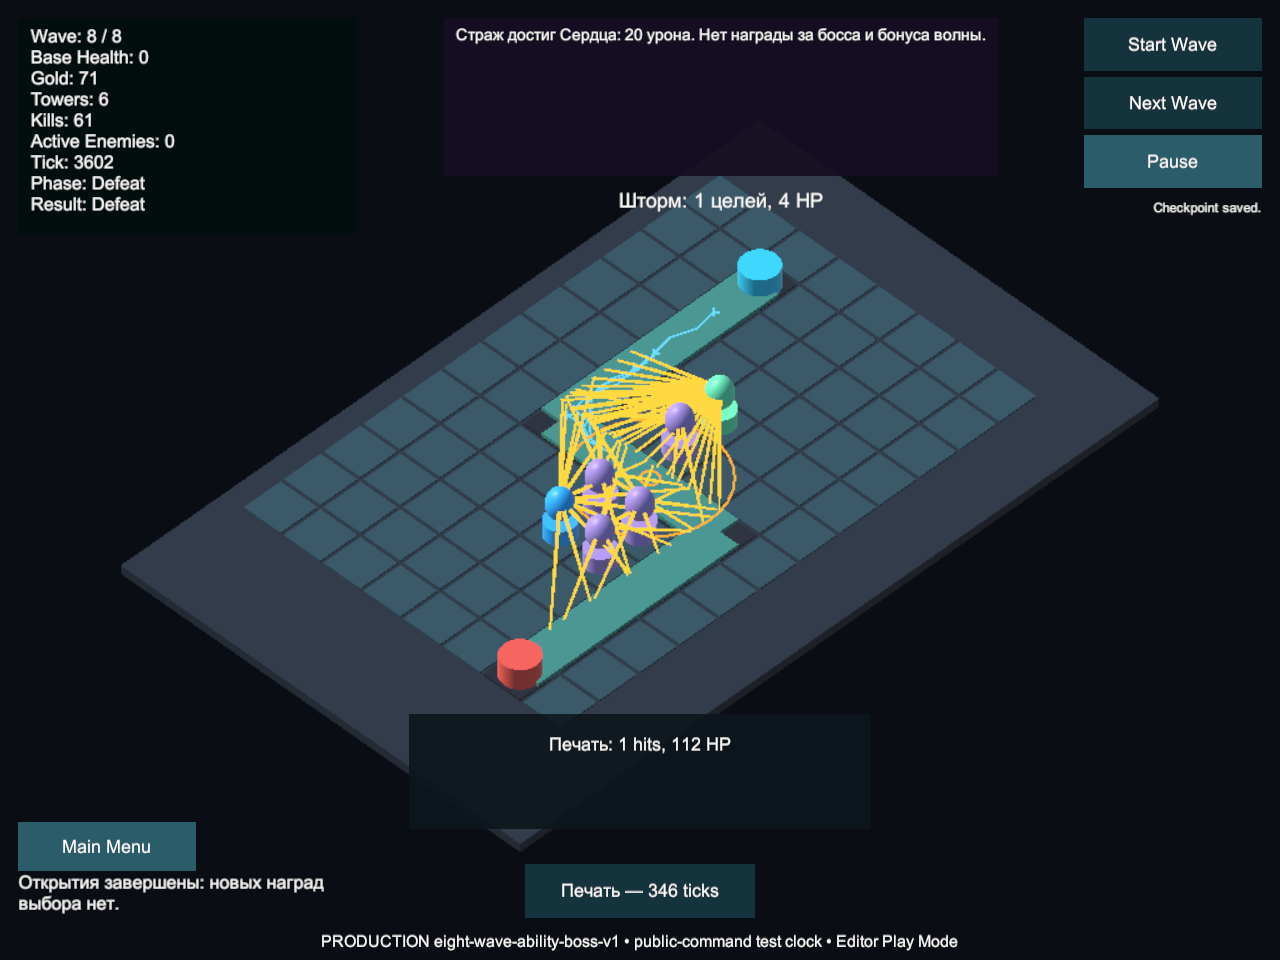 Wave: 8 / 8
Base Health: 0
Gold: 71
Towers: 6
Kills: 61
Active Enemies: 0
Tick: 3602
Phase: Defeat
Result: Defeat
Страж достиг Сердца: 20 урона. Нет награды за босса и бонуса волны.
Start Wave
Next Wave
Pause
Checkpoint saved.
Шторм: 1 целей, 4 HP
Печать: 1 hits, 112 HP
Main Menu
Открытия завершены: новых наград
выбора нет.
Печать — 346 ticks
PRODUCTION eight-wave-ability-boss-v1 • public-command test clock • Editor Play Mode